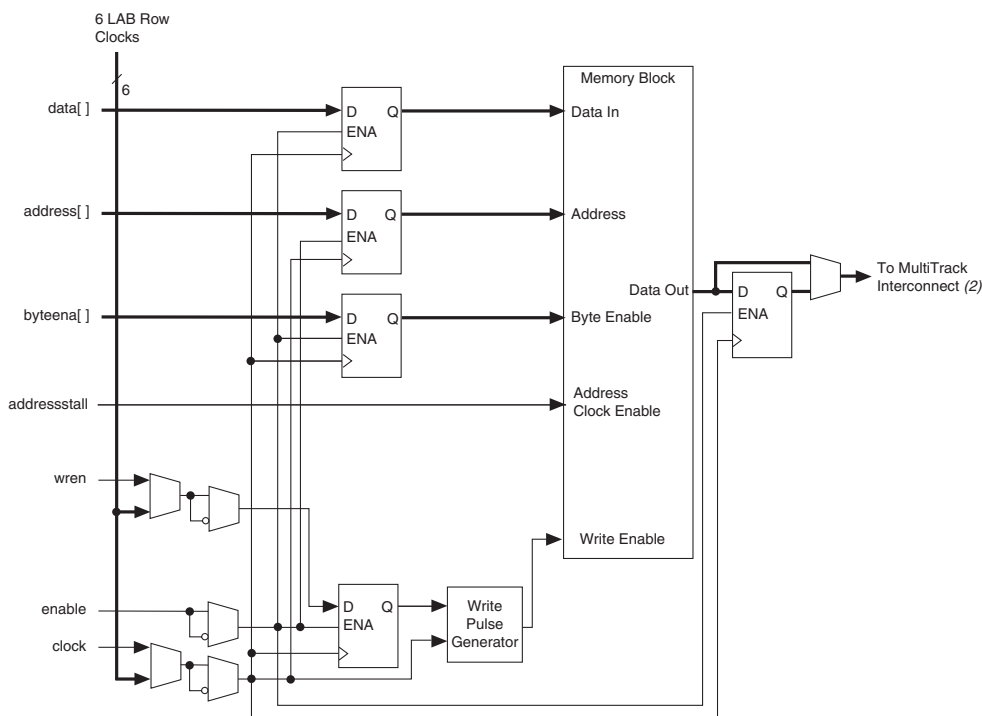 6 LAB Row
Clocks
6
data[ ]
D Q
ENA
Memory Block
Data In
address[ ]
D Q
ENA
Address
byteena[ ]
D Q
ENA
Byte Enable
Data Out
D Q
ENA
To MultiTrack
Interconnect (2)
addressstall
Address
Clock Enable
wren
Write Enable
enable
clock
D Q
ENA
Write
Pulse
Generator